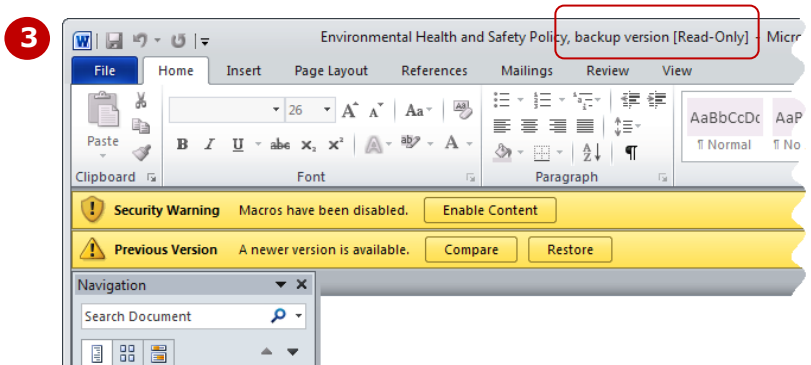 3
W Environmental Health and Safety Policy, backup version [Read-Only] - Micro
File Home Insert Page Layout References Mailings Review View
26 A A Aa
Paste B I U abc X₂ X² A ab A A Z ¶
AaBbCcDc AaP
¶ Normal ¶ No
Clipboard Font Paragraph
! Security Warning Macros have been disabled. Enable Content
! Previous Version A newer version is available. Compare Restore
Navigation
Search Document